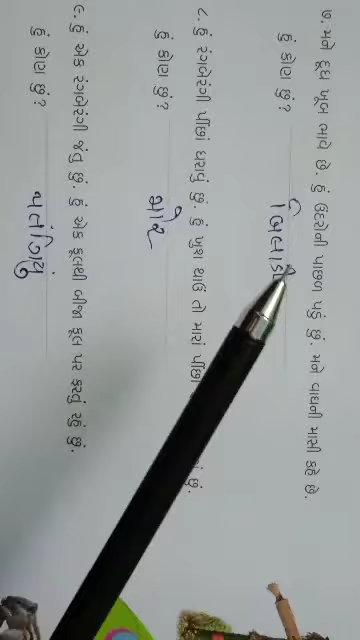 ૭. મને દૂધ ખૂબ ભાવે છે. હું ઉંદરોની પાછળ પડું છું. મને વાઘની માસી કહે છે.
હું કોણ છું? બિલાડી
૮. હું રંગબેરંગી પીંછાં ધરાવું છું. હું ખુશ થાઉં તો મારાં પીંછાં છું.
હું કોણ છું? મોર
૯. હું એક રંગબેરંગી જંતુ છું. હું એક ફૂલથી બીજા ફૂલ પર ફરતું રહું છું.
હું કોણ છું? પતંગિયું